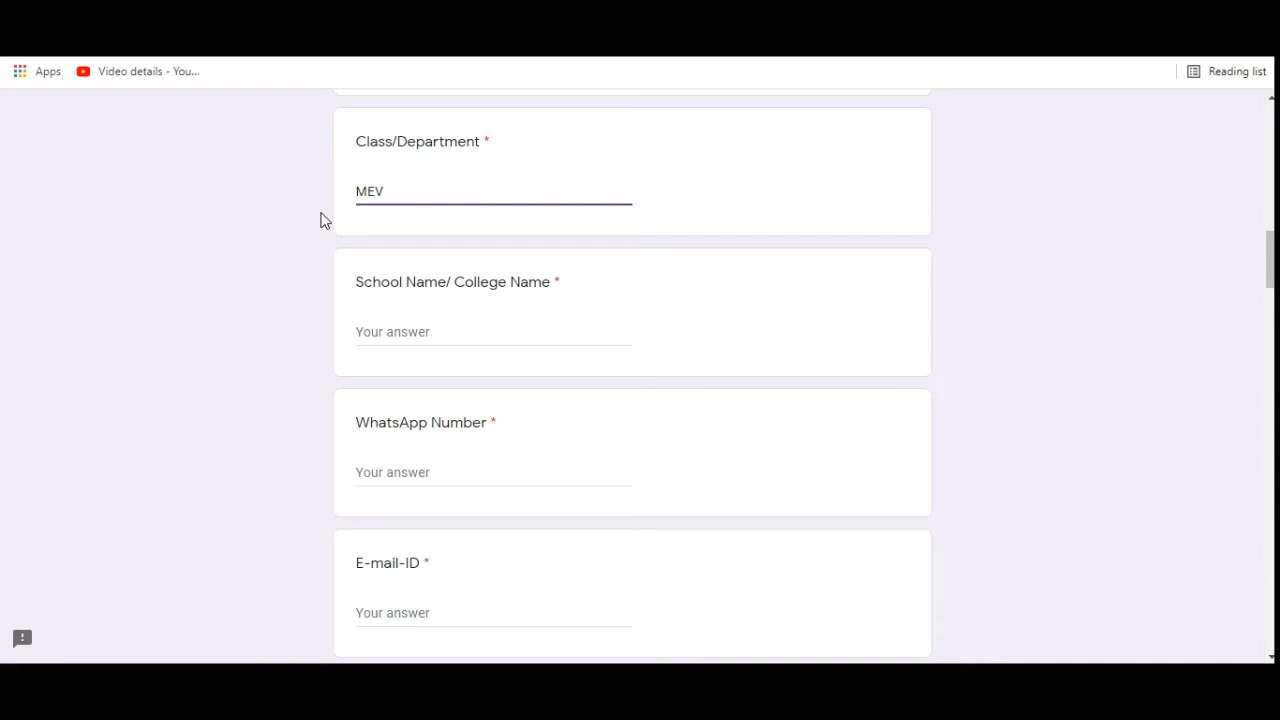 Apps Video details - You... Reading list
Class/Department *
MEV
School Name/ College Name *
Your answer
WhatsApp Number *
Your answer
E-mail-ID *
Your answer